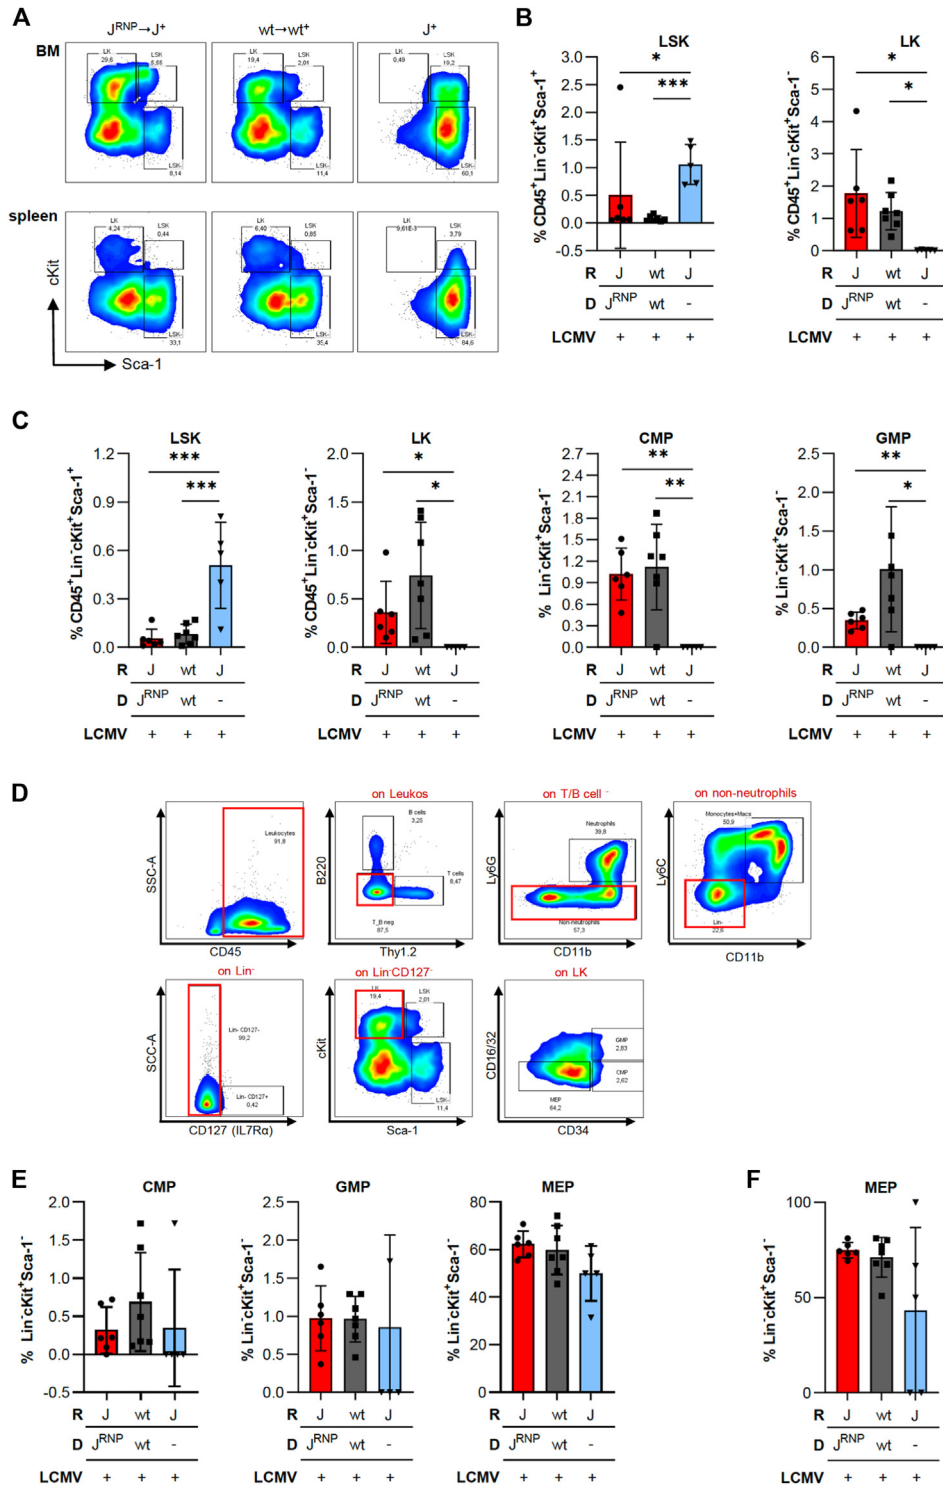 A
J^RNP→J^+
wt→wt^+
J^+
BM
LK
29,6
LSK
5,66
LSK-
8,14
LK
19,4
LSK
2,01
LSK-
11,4
LK
0,49
LSK
19,2
LSK-
60,1
spleen
LK
4,24
LSK
0,44
LSK-
33,1
LK
6,40
LSK
0,85
LSK-
35,4
LK
9,61E-3
LSK
3,79
LSK-
84,6
cKit
Sca-1
B
LSK
* 
***
% CD45^+Lin^-cKit^+Sca-1^+
3.0
2.5
2.0
1.5
1.0
0.5
0.0
-0.5
R J wt J
D J^RNP wt -
LCMV + + +
LK
*
*
% CD45^+Lin^-cKit^+Sca-1^-
6
5
4
3
2
1
0
R J wt J
D J^RNP wt -
LCMV + + +
C
LSK
***
***
% CD45^+Lin^-cKit^+Sca-1^+
1.2
0.9
0.6
0.3
0.0
R J wt J
D J^RNP wt -
LCMV + + +
LK
*
*
% CD45^+Lin^-cKit^+Sca-1^-
2.0
1.5
1.0
0.5
0.0
R J wt J
D J^RNP wt -
LCMV + + +
CMP
**
**
% Lin^-cKit^+Sca-1^-
2.7
2.4
2.1
1.8
1.5
1.2
0.9
0.6
0.3
0.0
R J wt J
D J^RNP wt -
LCMV + + +
GMP
**
*
% Lin^-cKit^+Sca-1^-
2.7
2.4
2.1
1.8
1.5
1.2
0.9
0.6
0.3
0.0
R J wt J
D J^RNP wt -
LCMV + + +
D
Leukocytes
91,8
SSC-A
CD45
on Leukos
B cells
3,25
T cells
8,47
T_B neg
87,5
B220
Thy1.2
on T/B cell ^-
Neutrophils
39,8
Non-neutrophils
57,3
Ly6G
CD11b
on non-neutrophils
Monocytes+Macs
50,9
Lin-
22,6
Ly6C
CD11b
on Lin^-
Lin- CD127-
99,2
Lin- CD127+
0,42
SCC-A
CD127 (IL7Rα)
on Lin^-CD127^-
LK
19,4
LSK
2,01
LSK-
11,4
cKit
Sca-1
on LK
GMP
2,83
CMP
2,62
MEP
64,2
CD16/32
CD34
E
CMP
% Lin^-cKit^+Sca-1^-
2.0
1.5
1.0
0.5
0.0
-0.5
R J wt J
D J^RNP wt -
LCMV + + +
GMP
% Lin^-cKit^+Sca-1^-
2.5
2.0
1.5
1.0
0.5
0.0
R J wt J
D J^RNP wt -
LCMV + + +
MEP
% Lin^-cKit^+Sca-1^-
80
60
40
20
0
R J wt J
D J^RNP wt -
LCMV + + +
F
MEP
% Lin^-cKit^+Sca-1^-
100
50
0
R J wt J
D J^RNP wt -
LCMV + + +